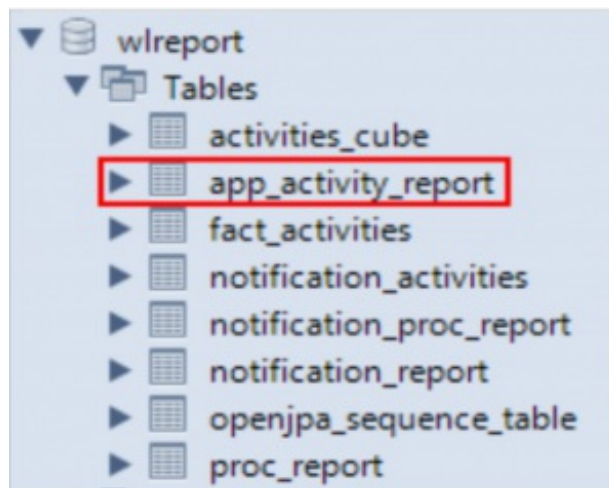 wlreport
Tables
activities_cube
app_activity_report
fact_activities
notification_activities
notification_proc_report
notification_report
openjpa_sequence_table
proc_report